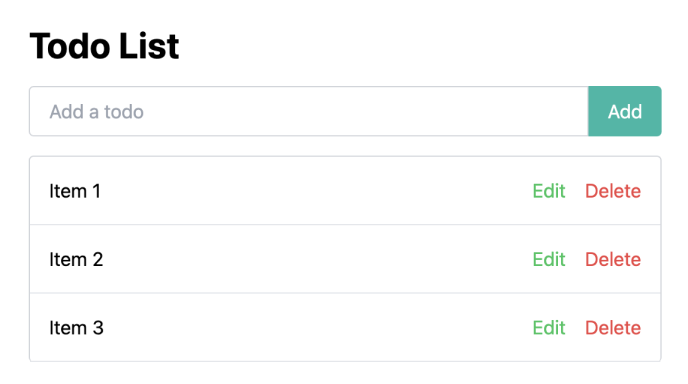 Todo List
Add a todo Add
Item 1 Edit Delete
Item 2 Edit Delete
Item 3 Edit Delete